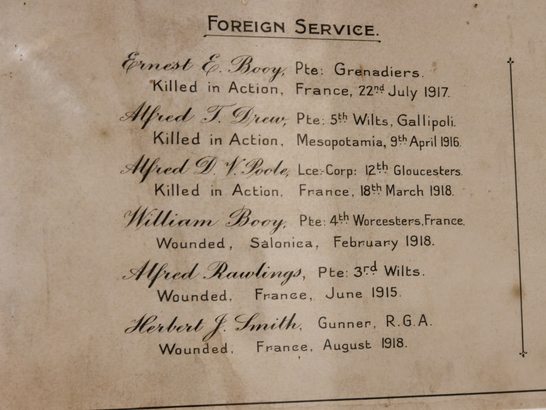 FOREIGN SERVICE.
Ernest E. Booy, Pte: Grenadiers.
Killed in Action, France, 22nd July 1917.
Alfred T. Drew, Pte: 5th Wilts, Gallipoli.
Killed in Action, Mesopotamia, 9th April 1916.
Alfred D. V. Poole, Lce:-Corp: 12th Gloucesters.
Killed in Action, France, 18th March 1918.
William Booy, Pte: 4th Worcesters, France.
Wounded, Salonica, February 1918.
Alfred Rawlings, Pte: 3rd Wilts.
Wounded, France, June 1915.
Herbert J. Smith, Gunner, R.G.A.
Wounded, France, August 1918.